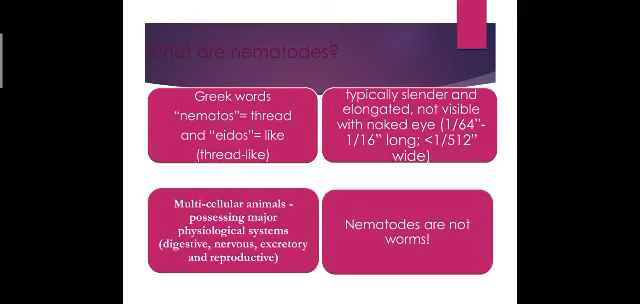 What are nematodes?
Greek words
“nematos”= thread
and “eidos”= like
(thread-like)
typically slender and
elongated, not visible
with naked eye (1/64”-
1/16” long; <1/512”
wide)
Multi-cellular animals -
possessing major
physiological systems
(digestive, nervous, excretory
and reproductive)
Nematodes are not
worms!